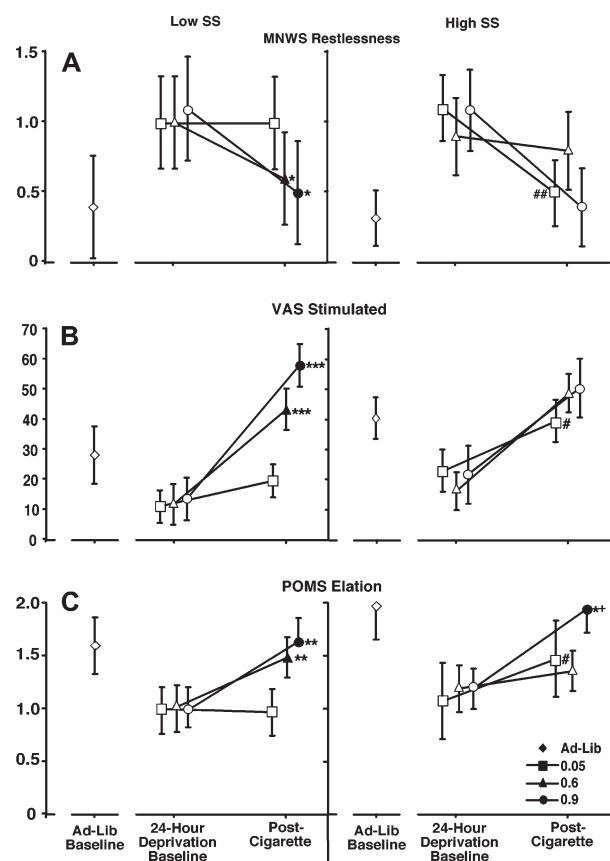 Low SS
High SS
MNWS Restlessness
A
1.5
1.0
0.5
0
*
*
##
VAS Stimulated
B
70
60
50
40
30
20
10
0
***
***
#
POMS Elation
C
2.0
1.5
1.0
0.5
0
**
**
*+
#
Ad-Lib
0.05
0.6
0.9
Ad-Lib
Baseline
24-Hour
Deprivation
Baseline
Post-
Cigarette
Ad-Lib
Baseline
24-Hour
Deprivation
Baseline
Post-
Cigarette